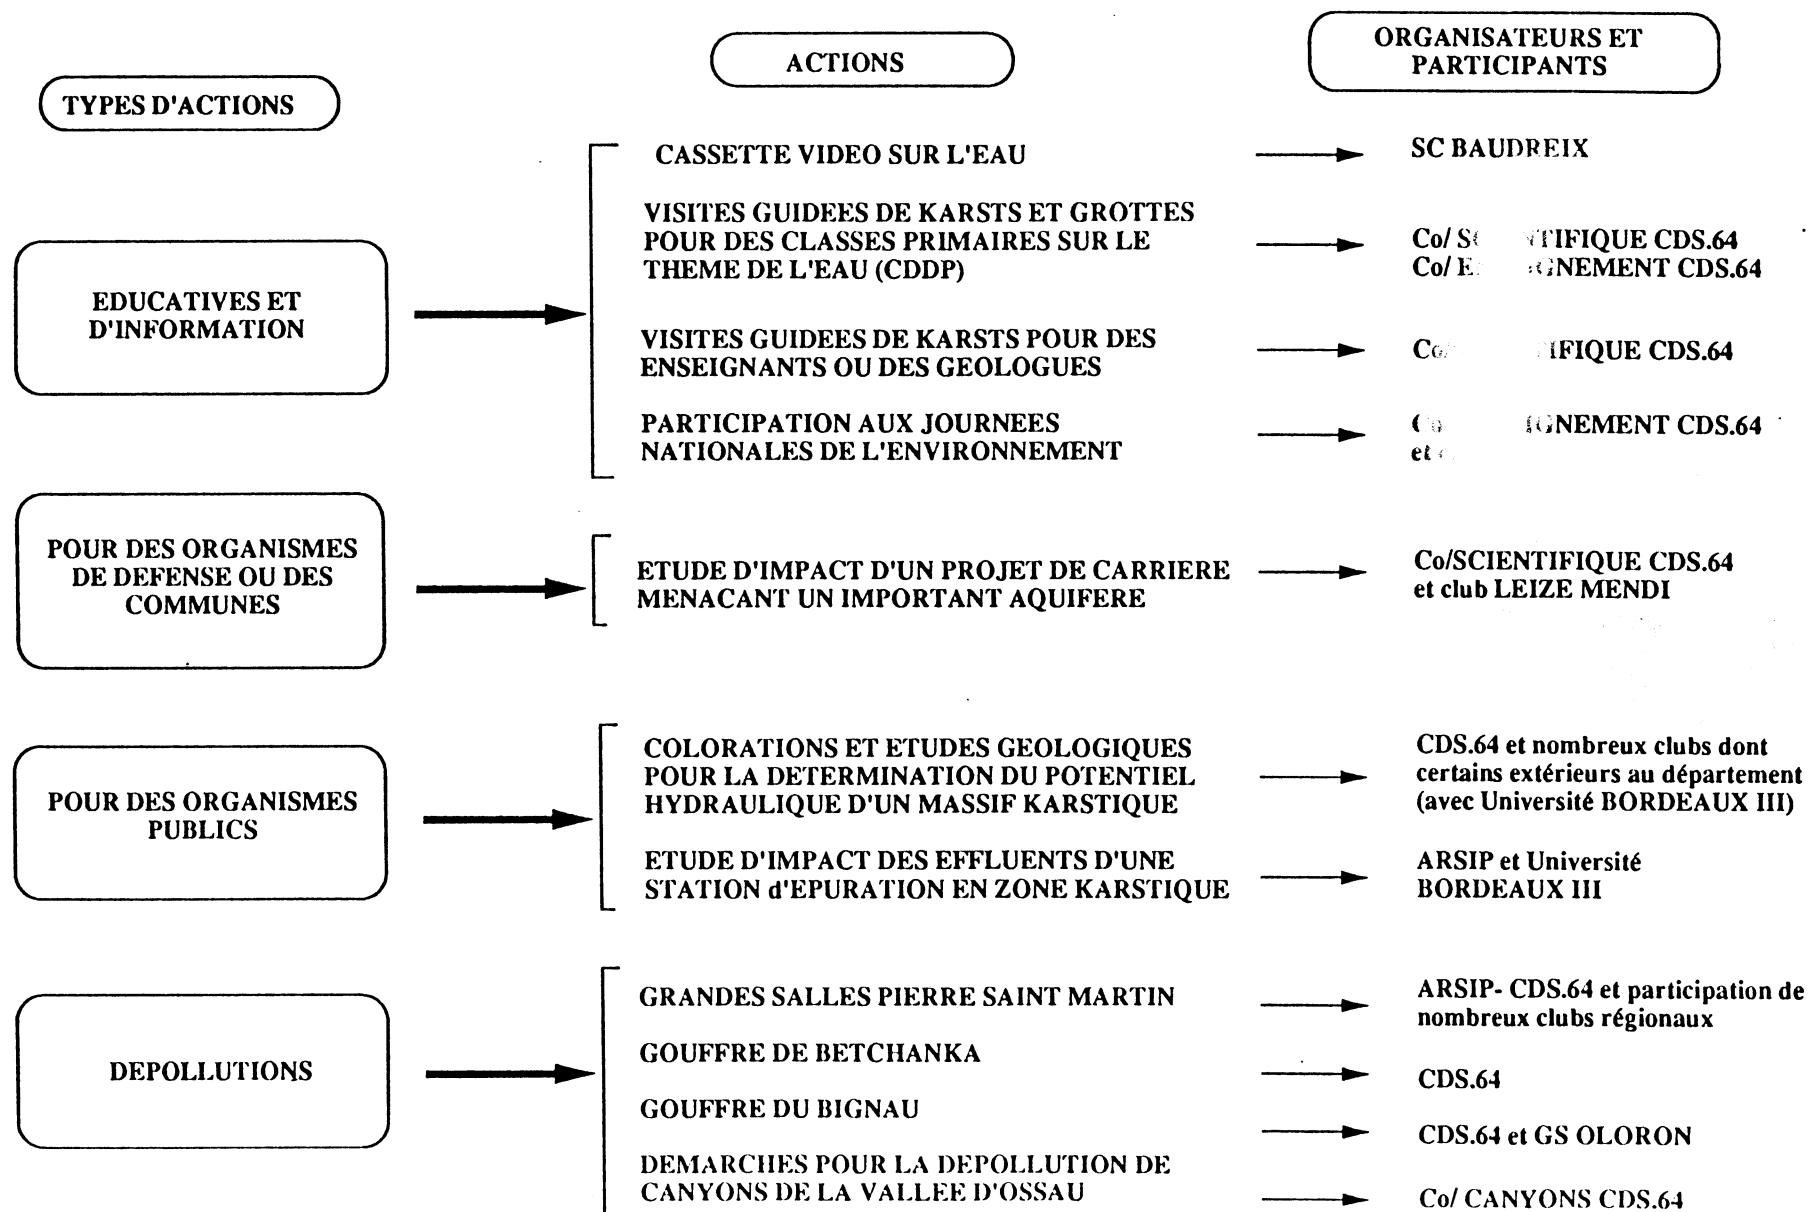 TYPES D'ACTIONS
ACTIONS
ORGANISATEURS ET
PARTICIPANTS
EDUCATIVES ET
D'INFORMATION
CASSETTE VIDEO SUR L'EAU
SC BAUDREIX
VISITES GUIDEES DE KARSTS ET GROTTES
POUR DES CLASSES PRIMAIRES SUR LE
THEME DE L'EAU (CDDP)
Co/ CDS.64
Co/ CDS.64
VISITES GUIDEES DE KARSTS POUR DES
ENSEIGNANTS OU DES GEOLOGUES
CDS.64
PARTICIPATION AUX JOURNEES
NATIONALES DE L'ENVIRONNEMENT
CDS.64
et
POUR DES ORGANISMES
DE DEFENSE OU DES
COMMUNES
ETUDE D'IMPACT D'UN PROJET DE CARRIERE
MENACANT UN IMPORTANT AQUIFERE
Co/SCIENTIFIQUE CDS.64
et club LEIZE MENDI
POUR DES ORGANISMES
PUBLICS
COLORATIONS ET ETUDES GEOLOGIQUES
POUR LA DETERMINATION DU POTENTIEL
HYDRAULIQUE D'UN MASSIF KARSTIQUE
CDS.64 et nombreux clubs dont
certains extérieurs au département
(avec Université BORDEAUX III)
ETUDE D'IMPACT DES EFFLUENTS D'UNE
STATION d'EPURATION EN ZONE KARSTIQUE
ARSIP et Université
BORDEAUX III
DEPOLLUTIONS
GRANDES SALLES PIERRE SAINT MARTIN
ARSIP- CDS.64 et participation de
nombreux clubs régionaux
GOUFFRE DE BETCHANKA
CDS.64
GOUFFRE DU BIGNAU
CDS.64 et GS OLORON
DEMARCHES POUR LA DEPOLLUTION DE
CANYONS DE LA VALLEE D'OSSAU
Co/ CANYONS CDS.64